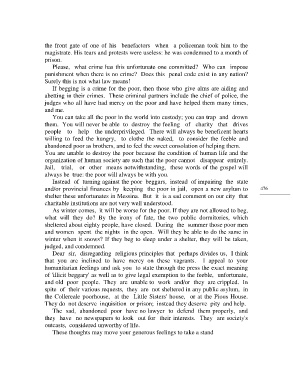 the front gate of one of his benefactors when a policeman took him to the
magistrate. His tears and protests were useless: he was condemned to a month of
prison.
Please, what crime has this unfortunate one committed? Who can impose
punishment when there is no crime? Does this penal code exist in any nation?
Surely this is not what law means!
If begging is a crime for the poor, then those who give alms are aiding and
abetting in their crimes. These criminal partners include the chief of police, the
judges who all have had mercy on the poor and have helped them many times,
and me.
You can take all the poor in the world into custody; you can trap and drown
them. You will never be able to destroy the feeling of charity that drives
people to help the underprivileged. There will always be beneficent hearts
willing to feed the hungry, to clothe the naked, to consider the feeble and
abandoned poor as brothers, and to feel the sweet consolation of helping them.
You are unable to destroy the poor because the condition of human life and the
organization of human society are such that the poor cannot disappear entirely.
Jail, trial, or other means notwithstanding, these words of the gospel will
always be true: the poor will always be with you.
Instead of turning against the poor beggars, instead of impairing the state
and/or provincial finances by keeping the poor in jail, open a new asylum to
shelter these unfortunates in Messina. But it is a sad comment on our city that
charitable institutions are not very well understood.
As winter comes, it will be worse for the poor. If they are not allowed to beg,
what will they do? By the irony of fate, the two public dormitories, which
sheltered about eighty people, have closed. During the summer those poor men
and women spent the nights in the open. Will they be able to do the same in
winter when it snows? If they beg to sleep under a shelter, they will be taken,
judged, and condemned.
Dear sir, disregarding religious principles that perhaps divides us, I think
that you are inclined to have mercy on these vagrants. I appeal to your
humanitarian feelings and ask you to state through the press the exact meaning
of 'illicit beggary' as well as to give legal exemption to the feeble, unfortunate,
and old poor people. They are unable to work and/or they are crippled. In
spite of their various requests, they are not sheltered in any public asylum, in
the Collereale poorhouse, at the Little Sisters' house, or at the Pious House.
They do not deserve inquisition or prison; instead they deserve pity and help.
The sad, abandoned poor have no lawyer to defend them properly, and
they have no newspapers to look out for their interests. They are society's
outcasts, considered unworthy of life.
These thoughts may move your generous feelings to take a stand